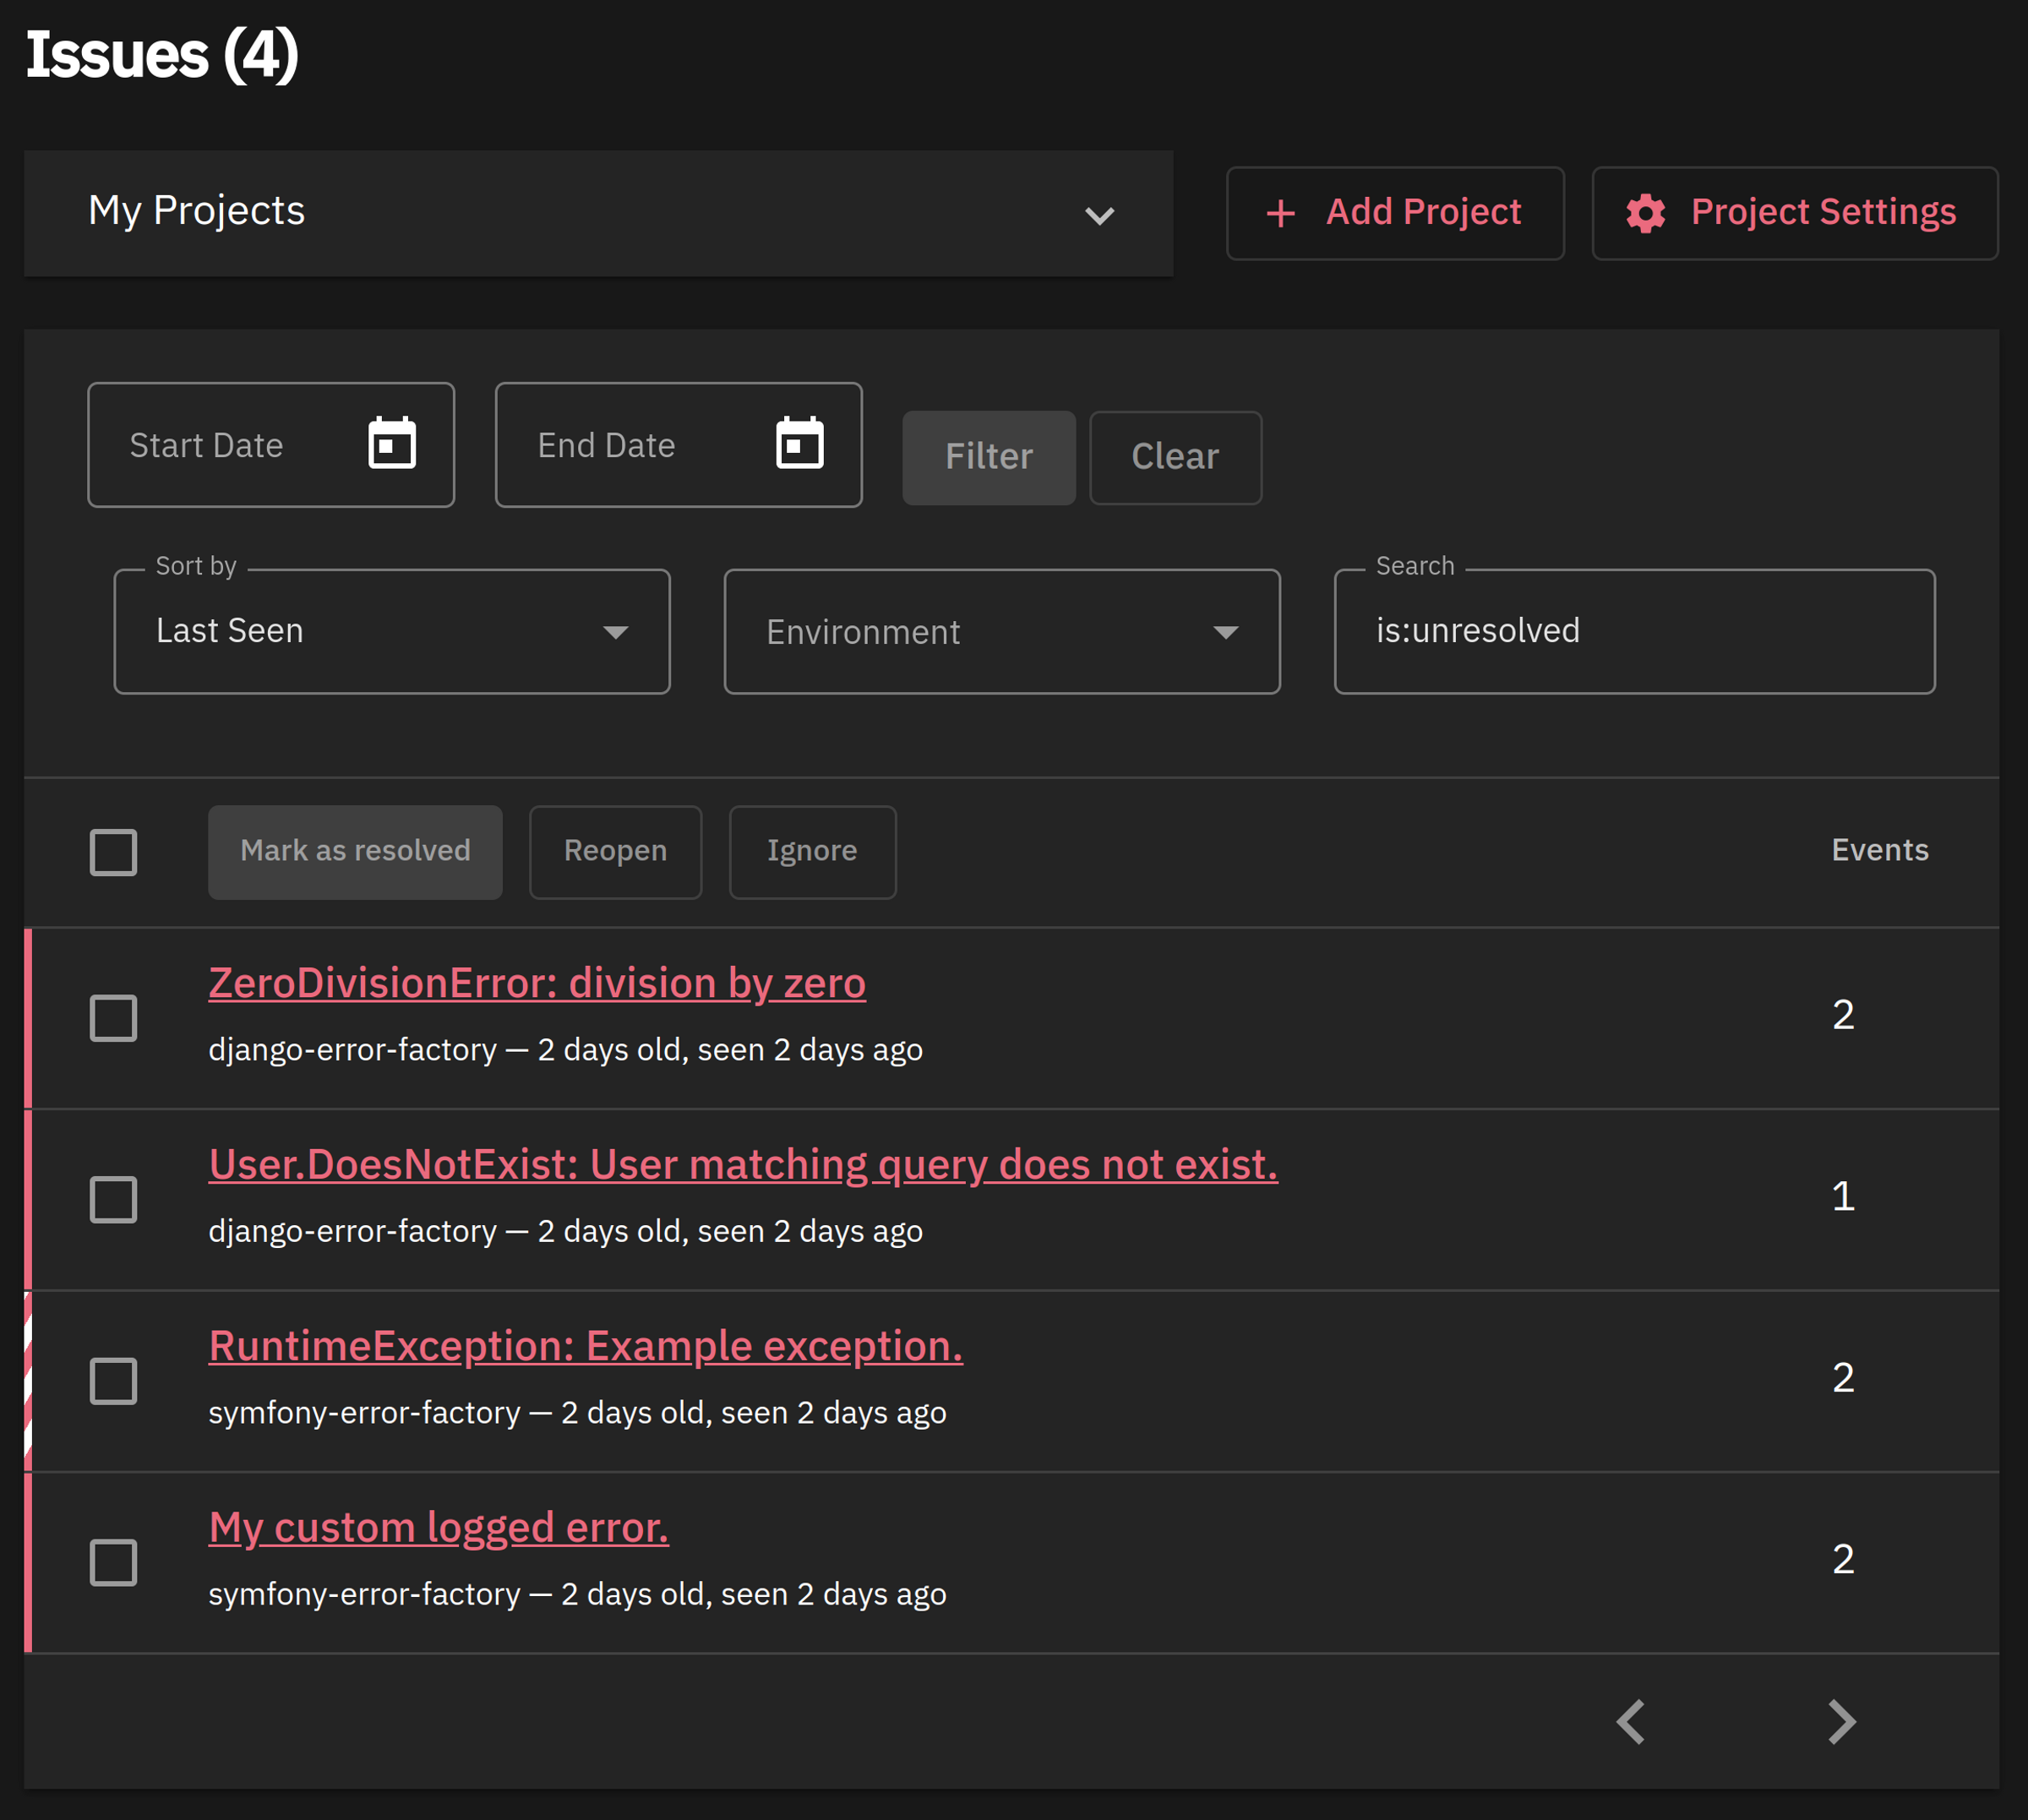 Issues (4)
My Projects
Add Project
Project Settings
Start Date
End Date
Filter
Clear
Sort by
Last Seen
Environment
Search
is:unresolved
Mark as resolved
Reopen
Ignore
Events
ZeroDivisionError: division by zero
2
django-error-factory — 2 days old, seen 2 days ago
User.DoesNotExist: User matching query does not exist.
1
django-error-factory — 2 days old, seen 2 days ago
RuntimeException: Example exception.
2
symfony-error-factory — 2 days old, seen 2 days ago
My custom logged error.
2
symfony-error-factory — 2 days old, seen 2 days ago